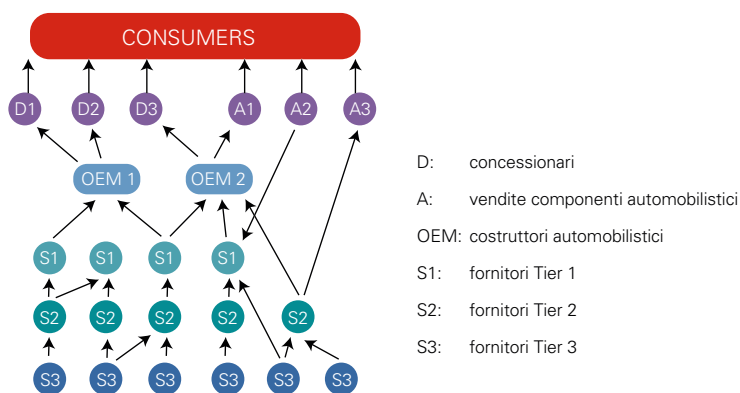 CONSUMERS
D1 D2 D3 A1 A2 A3
OEM 1 OEM 2
S1 S1 S1 S1
S2 S2 S2 S2 S2
S3 S3 S3 S3 S3 S3
D: concessionari
A: vendite componenti automobilistici
OEM: costruttori automobilistici
S1: fornitori Tier 1
S2: fornitori Tier 2
S3: fornitori Tier 3